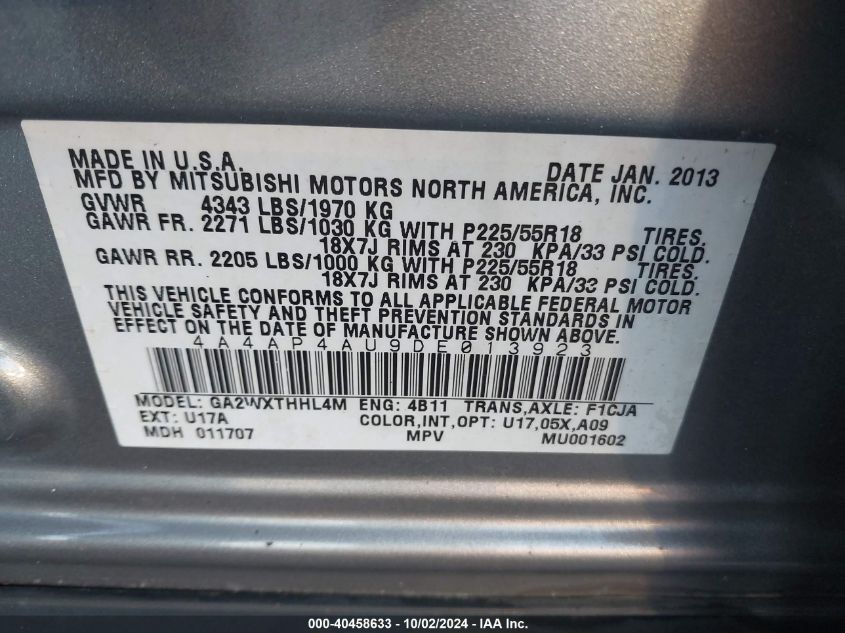 MADE IN U.S.A. DATE JAN. 2013
MFD BY MITSUBISHI MOTORS NORTH AMERICA, INC.
GVWR 4343 LBS/1970 KG
GAWR FR. 2271 LBS/1030 KG WITH P225/55R18 TIRES.
18X7J RIMS AT 230 KPA/33 PSI COLD.
GAWR RR. 2205 LBS/1000 KG WITH P225/55R18 TIRES.
18X7J RIMS AT 230 KPA/33 PSI COLD.
THIS VEHICLE CONFORMS TO ALL APPLICABLE FEDERAL MOTOR
VEHICLE SAFETY AND THEFT PREVENTION STANDARDS IN
EFFECT ON THE DATE OF MANUFACTURE SHOWN ABOVE.
4A4AP4AU9DE013923
MODEL: GA2WXTHHL4M ENG: 4B11 TRANS,AXLE: F1CJA
EXT: U17A COLOR,INT,OPT: U17,05X,A09
MDH 011707 MPV MU001602
000-40458633 - 10/02/2024 - IAA, Inc.